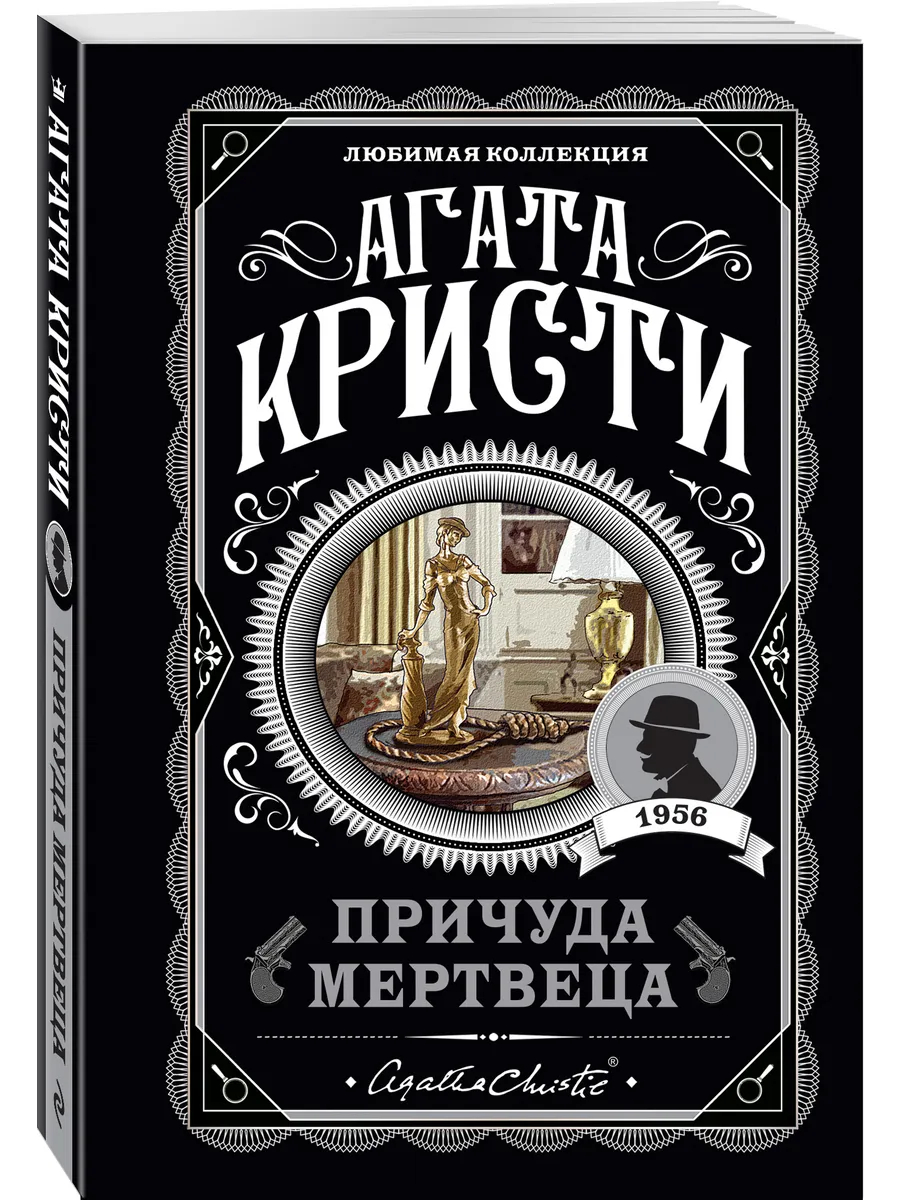 ЛЮБИМАЯ КОЛЛЕКЦИЯ
АГАТА
КРИСТИ
1956
ПРИЧУДА
МЕРТВЕЦА
Agatha Christie®
АГАТА КРИСТИ ПРИЧУДА МЕРТВЕЦА